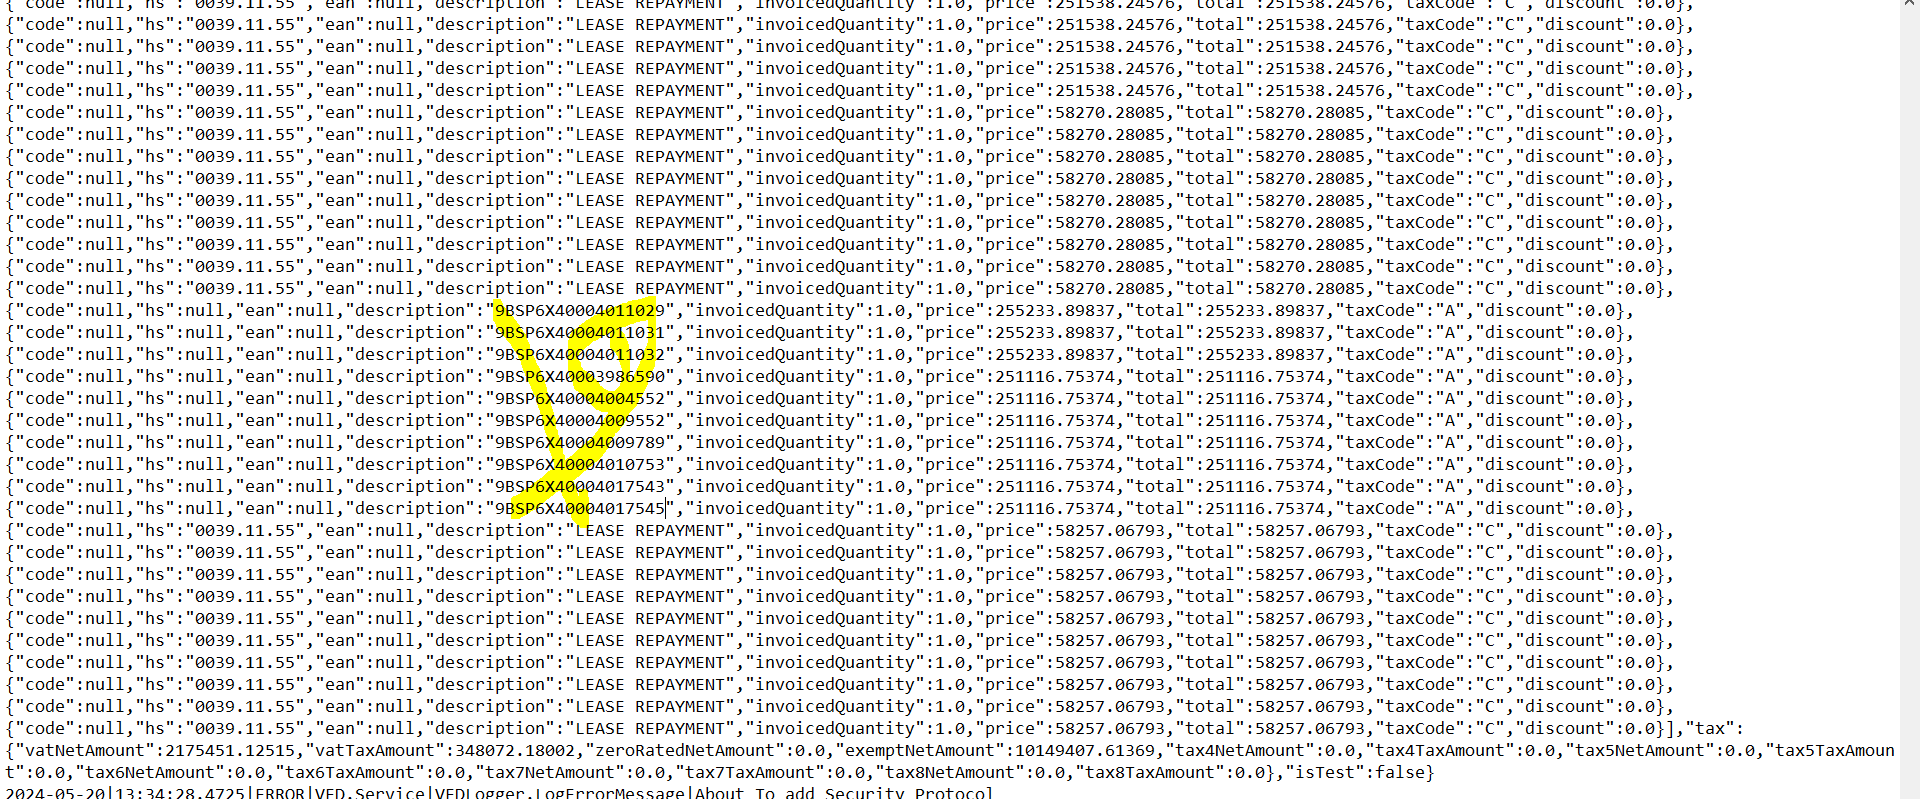 {"code":null,"hs":"0039.11.55","ean":null,"description":"LEASE REPAYMENT","invoicedQuantity":1.0,"price":251538.24576,"total":251538.24576,"taxCode":"C","discount":0.0},
{"code":null,"hs":"0039.11.55","ean":null,"description":"LEASE REPAYMENT","invoicedQuantity":1.0,"price":251538.24576,"total":251538.24576,"taxCode":"C","discount":0.0},
{"code":null,"hs":"0039.11.55","ean":null,"description":"LEASE REPAYMENT","invoicedQuantity":1.0,"price":251538.24576,"total":251538.24576,"taxCode":"C","discount":0.0},
{"code":null,"hs":"0039.11.55","ean":null,"description":"LEASE REPAYMENT","invoicedQuantity":1.0,"price":251538.24576,"total":251538.24576,"taxCode":"C","discount":0.0},
{"code":null,"hs":"0039.11.55","ean":null,"description":"LEASE REPAYMENT","invoicedQuantity":1.0,"price":251538.24576,"total":251538.24576,"taxCode":"C","discount":0.0},
{"code":null,"hs":"0039.11.55","ean":null,"description":"LEASE REPAYMENT","invoicedQuantity":1.0,"price":58270.28085,"total":58270.28085,"taxCode":"C","discount":0.0},
{"code":null,"hs":"0039.11.55","ean":null,"description":"LEASE REPAYMENT","invoicedQuantity":1.0,"price":58270.28085,"total":58270.28085,"taxCode":"C","discount":0.0},
{"code":null,"hs":"0039.11.55","ean":null,"description":"LEASE REPAYMENT","invoicedQuantity":1.0,"price":58270.28085,"total":58270.28085,"taxCode":"C","discount":0.0},
{"code":null,"hs":"0039.11.55","ean":null,"description":"LEASE REPAYMENT","invoicedQuantity":1.0,"price":58270.28085,"total":58270.28085,"taxCode":"C","discount":0.0},
{"code":null,"hs":"0039.11.55","ean":null,"description":"LEASE REPAYMENT","invoicedQuantity":1.0,"price":58270.28085,"total":58270.28085,"taxCode":"C","discount":0.0},
{"code":null,"hs":"0039.11.55","ean":null,"description":"LEASE REPAYMENT","invoicedQuantity":1.0,"price":58270.28085,"total":58270.28085,"taxCode":"C","discount":0.0},
{"code":null,"hs":"0039.11.55","ean":null,"description":"LEASE REPAYMENT","invoicedQuantity":1.0,"price":58270.28085,"total":58270.28085,"taxCode":"C","discount":0.0},
{"code":null,"hs":"0039.11.55","ean":null,"description":"LEASE REPAYMENT","invoicedQuantity":1.0,"price":58270.28085,"total":58270.28085,"taxCode":"C","discount":0.0},
{"code":null,"hs":"0039.11.55","ean":null,"description":"LEASE REPAYMENT","invoicedQuantity":1.0,"price":58270.28085,"total":58270.28085,"taxCode":"C","discount":0.0},
{"code":null,"hs":null,"ean":null,"description":"9BSP6X40004011029","invoicedQuantity":1.0,"price":255233.89837,"total":255233.89837,"taxCode":"A","discount":0.0},
{"code":null,"hs":null,"ean":null,"description":"9BSP6X40004011031","invoicedQuantity":1.0,"price":255233.89837,"total":255233.89837,"taxCode":"A","discount":0.0},
{"code":null,"hs":null,"ean":null,"description":"9BSP6X40004011032","invoicedQuantity":1.0,"price":255233.89837,"total":255233.89837,"taxCode":"A","discount":0.0},
{"code":null,"hs":null,"ean":null,"description":"9BSP6X40003986590","invoicedQuantity":1.0,"price":251116.75374,"total":251116.75374,"taxCode":"A","discount":0.0},
{"code":null,"hs":null,"ean":null,"description":"9BSP6X40004004552","invoicedQuantity":1.0,"price":251116.75374,"total":251116.75374,"taxCode":"A","discount":0.0},
{"code":null,"hs":null,"ean":null,"description":"9BSP6X40004009552","invoicedQuantity":1.0,"price":251116.75374,"total":251116.75374,"taxCode":"A","discount":0.0},
{"code":null,"hs":null,"ean":null,"description":"9BSP6X40004009789","invoicedQuantity":1.0,"price":251116.75374,"total":251116.75374,"taxCode":"A","discount":0.0},
{"code":null,"hs":null,"ean":null,"description":"9BSP6X40004010753","invoicedQuantity":1.0,"price":251116.75374,"total":251116.75374,"taxCode":"A","discount":0.0},
{"code":null,"hs":null,"ean":null,"description":"9BSP6X40004017543","invoicedQuantity":1.0,"price":251116.75374,"total":251116.75374,"taxCode":"A","discount":0.0},
{"code":null,"hs":null,"ean":null,"description":"9BSP6X40004017545","invoicedQuantity":1.0,"price":251116.75374,"total":251116.75374,"taxCode":"A","discount":0.0},
{"code":null,"hs":"0039.11.55","ean":null,"description":"LEASE REPAYMENT","invoicedQuantity":1.0,"price":58257.06793,"total":58257.06793,"taxCode":"C","discount":0.0},
{"code":null,"hs":"0039.11.55","ean":null,"description":"LEASE REPAYMENT","invoicedQuantity":1.0,"price":58257.06793,"total":58257.06793,"taxCode":"C","discount":0.0},
{"code":null,"hs":"0039.11.55","ean":null,"description":"LEASE REPAYMENT","invoicedQuantity":1.0,"price":58257.06793,"total":58257.06793,"taxCode":"C","discount":0.0},
{"code":null,"hs":"0039.11.55","ean":null,"description":"LEASE REPAYMENT","invoicedQuantity":1.0,"price":58257.06793,"total":58257.06793,"taxCode":"C","discount":0.0},
{"code":null,"hs":"0039.11.55","ean":null,"description":"LEASE REPAYMENT","invoicedQuantity":1.0,"price":58257.06793,"total":58257.06793,"taxCode":"C","discount":0.0},
{"code":null,"hs":"0039.11.55","ean":null,"description":"LEASE REPAYMENT","invoicedQuantity":1.0,"price":58257.06793,"total":58257.06793,"taxCode":"C","discount":0.0},
{"code":null,"hs":"0039.11.55","ean":null,"description":"LEASE REPAYMENT","invoicedQuantity":1.0,"price":58257.06793,"total":58257.06793,"taxCode":"C","discount":0.0},
{"code":null,"hs":"0039.11.55","ean":null,"description":"LEASE REPAYMENT","invoicedQuantity":1.0,"price":58257.06793,"total":58257.06793,"taxCode":"C","discount":0.0},
{"code":null,"hs":"0039.11.55","ean":null,"description":"LEASE REPAYMENT","invoicedQuantity":1.0,"price":58257.06793,"total":58257.06793,"taxCode":"C","discount":0.0},
{"code":null,"hs":"0039.11.55","ean":null,"description":"LEASE REPAYMENT","invoicedQuantity":1.0,"price":58257.06793,"total":58257.06793,"taxCode":"C","discount":0.0}],"tax":
{"vatNetAmount":2175451.12515,"vatTaxAmount":348072.18002,"zeroRatedNetAmount":0.0,"exemptNetAmount":10149407.61369,"tax4NetAmount":0.0,"tax4TaxAmount":0.0,"tax5NetAmount":0.0,"tax5TaxAmoun
t":0.0,"tax6NetAmount":0.0,"tax6TaxAmount":0.0,"tax7NetAmount":0.0,"tax7TaxAmount":0.0,"tax8NetAmount":0.0,"tax8TaxAmount":0.0},"isTest":false}
2024-05-20|13:34:28.4725|ERROR|VFD.Service|VFDLogger.LogErrorMessage|About To add Security Protocol